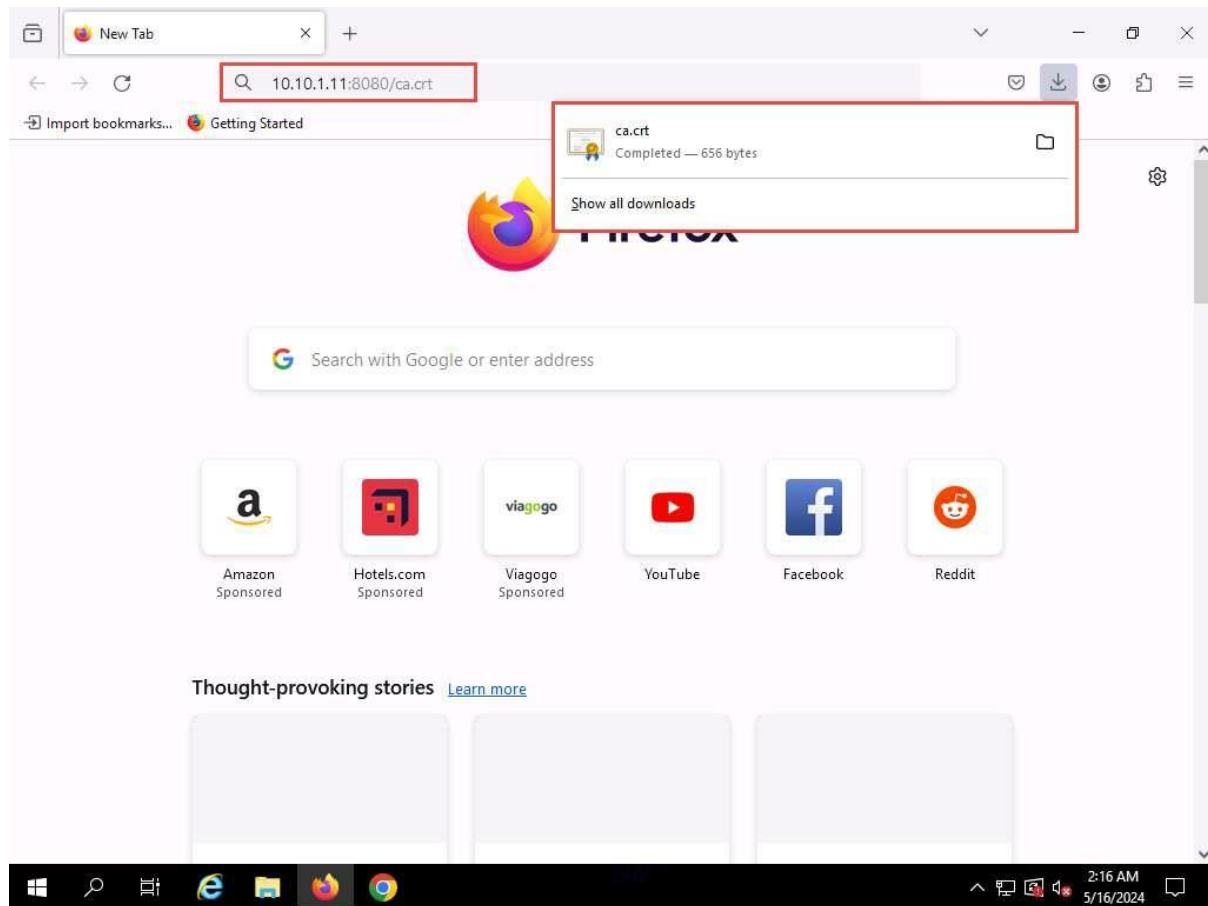 New Tab
10.10.1.11:8080/ca.crt
Import bookmarks...
Getting Started
ca.crt
Completed — 656 bytes
Show all downloads
Firefox
Search with Google or enter address
a
viagogo
f
Amazon
Sponsored
Hotels.com
Sponsored
Viagogo
Sponsored
YouTube
Facebook
Reddit
Thought-provoking stories Learn more
2:16 AM
5/16/2024